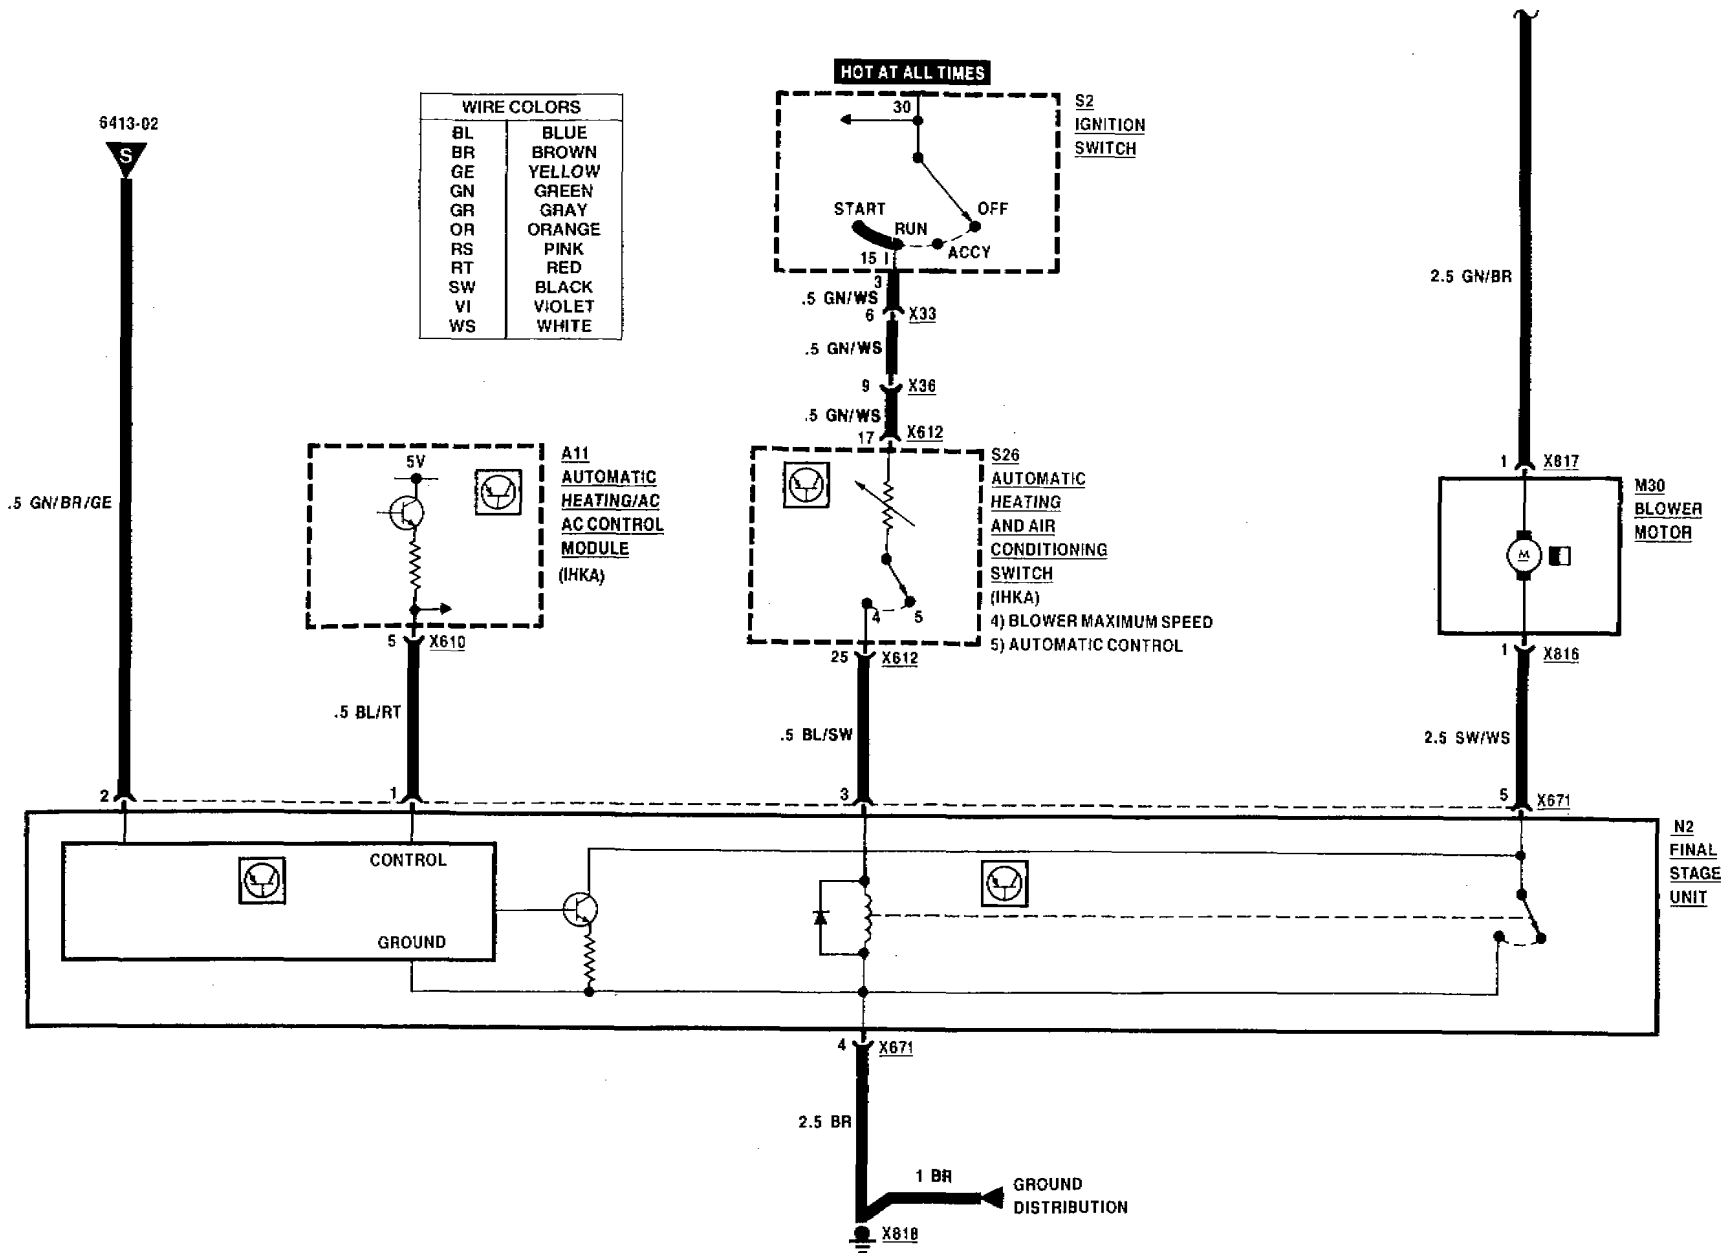 HOT AT ALL TIMES
WIRE COLORS
BL BLUE
BR BROWN
GE YELLOW
GN GREEN
GR GRAY
OR ORANGE
RS PINK
RT RED
SW BLACK
VI VIOLET
WS WHITE
6413-02
S
.5 GN/BR/GE
30
S2
IGNITION
SWITCH
START
OFF
RUN
ACCY
15 I
3
.5 GN/WS
6 X33
.5 GN/WS
9 X36
.5 GN/WS
17 X612
2.5 GN/BR
1 X817
5V
A11
AUTOMATIC
HEATING/AC
AC CONTROL
MODULE
(IHKA)
5 X610
.5 BL/RT
S26
AUTOMATIC
HEATING
AND AIR
CONDITIONING
SWITCH
(IHKA)
4) BLOWER MAXIMUM SPEED
5) AUTOMATIC CONTROL
4 5
25 X612
.5 BL/SW
M30
BLOWER
MOTOR
M
1 X816
2.5 SW/WS
2
1
3
5 X671
N2
FINAL
STAGE
UNIT
CONTROL
GROUND
4 X671
2.5 BR
1 BR
GROUND
DISTRIBUTION
X818